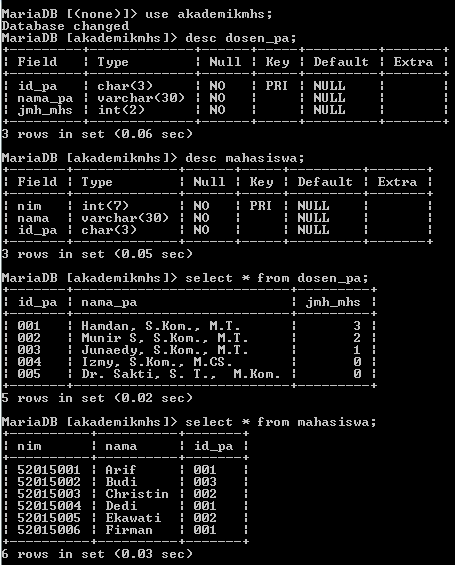 MariaDB [(none)]> use akademikmhs;
Database changed
MariaDB [akademikmhs]> desc dosen_pa;
+---------+-------------+------+-----+---------+-------+
| Field   | Type        | Null | Key | Default | Extra |
+---------+-------------+------+-----+---------+-------+
| id_pa   | char(3)     | NO   | PRI | NULL    |       |
| nama_pa | varchar(30) | NO   |     | NULL    |       |
| jmh_mhs | int(2)      | NO   |     | NULL    |       |
+---------+-------------+------+-----+---------+-------+
3 rows in set (0.06 sec)
MariaDB [akademikmhs]> desc mahasiswa;
+-------+-------------+------+-----+---------+-------+
| Field | Type        | Null | Key | Default | Extra |
+-------+-------------+------+-----+---------+-------+
| nim   | int(7)      | NO   | PRI | NULL    |       |
| nama  | varchar(30) | NO   |     | NULL    |       |
| id_pa | char(3)     | NO   |     | NULL    |       |
+-------+-------------+------+-----+---------+-------+
3 rows in set (0.05 sec)
MariaDB [akademikmhs]> select * from dosen_pa;
+-------+---------------------------+---------+
| id_pa | nama_pa                   | jmh_mhs |
+-------+---------------------------+---------+
| 001   | Hamdan, S.Kom., M.T.      |       3 |
| 002   | Munir S, S.Kom., M.T.     |       2 |
| 003   | Junaedy, S.Kom., M.T.     |       1 |
| 004   | Izmy, S.Kom., M.CS.       |       0 |
| 005   | Dr. Sakti, S. T.,  M.Kom. |       0 |
+-------+---------------------------+---------+
5 rows in set (0.02 sec)
MariaDB [akademikmhs]> select * from mahasiswa;
+----------+----------+-------+
| nim      | nama     | id_pa |
+----------+----------+-------+
| 52015001 | Arif     | 001   |
| 52015002 | Budi     | 003   |
| 52015003 | Christin | 002   |
| 52015004 | Dedi     | 001   |
| 52015005 | Ekawati  | 002   |
| 52015006 | Firman   | 001   |
+----------+----------+-------+
6 rows in set (0.03 sec)